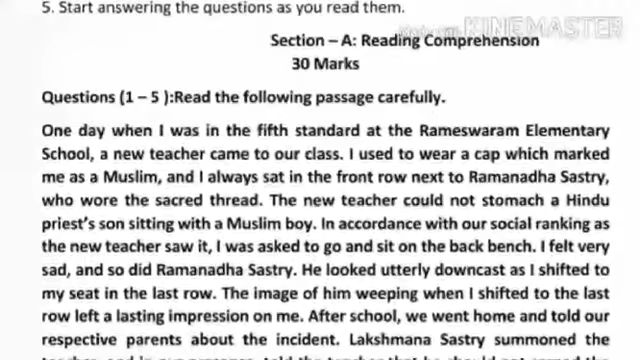 5. Start answering the questions as you read them.
KINEMASTER
Section – A: Reading Comprehension
30 Marks
Questions (1 – 5 ):Read the following passage carefully.
One day when I was in the fifth standard at the Rameswaram Elementary
School, a new teacher came to our class. I used to wear a cap which marked
me as a Muslim, and I always sat in the front row next to Ramanadha Sastry,
who wore the sacred thread. The new teacher could not stomach a Hindu
priest's son sitting with a Muslim boy. In accordance with our social ranking as
the new teacher saw it, I was asked to go and sit on the back bench. I felt very
sad, and so did Ramanadha Sastry. He looked utterly downcast as I shifted to
my seat in the last row. The image of him weeping when I shifted to the last
row left a lasting impression on me. After school, we went home and told our
respective parents about the incident. Lakshmana Sastry summoned the